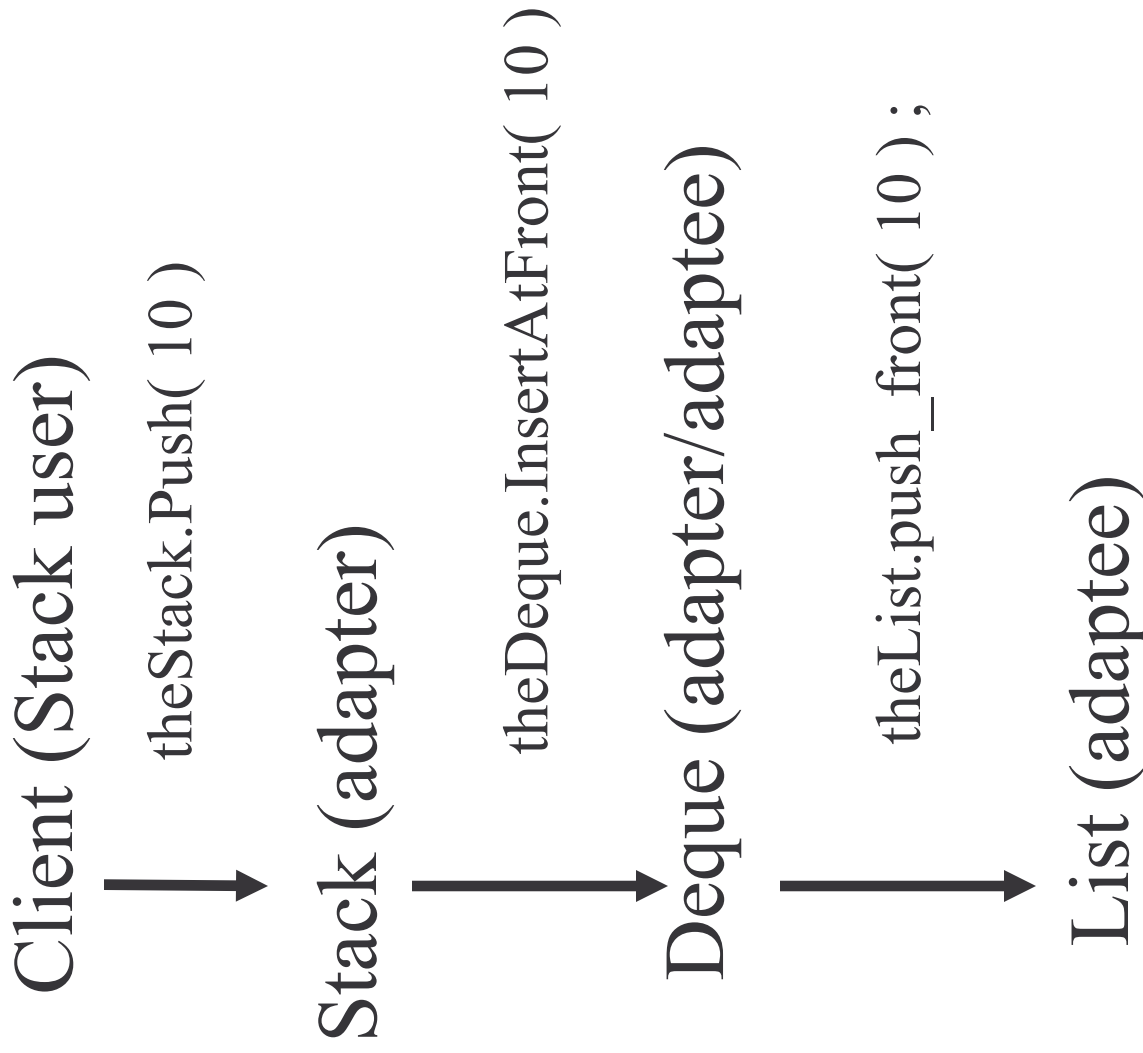 Client (Stack user)
theStack.Push( 10 )
Stack (adapter)
theDeque.InsertAtFront( 10 )
Deque (adapter/adaptee)
theList.push_front( 10 ) ;
List (adaptee)